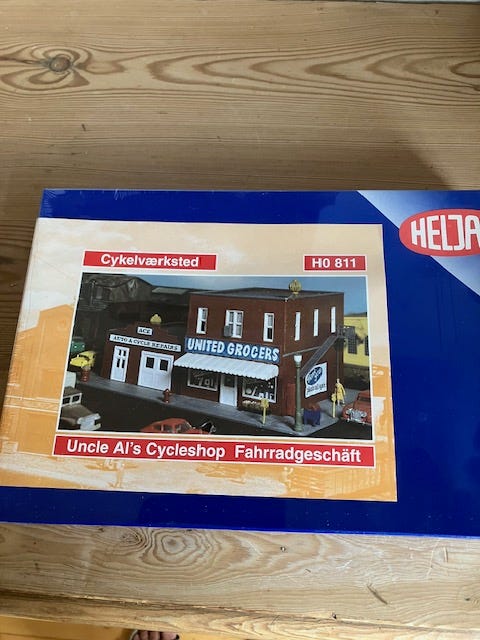 HELJA
Cykelværksted
H0 811
ACE
AUTO & CYCLE REPAIRS
UNITED GROCERS
Uncle Al's Cycleshop Fahrradgeschäft